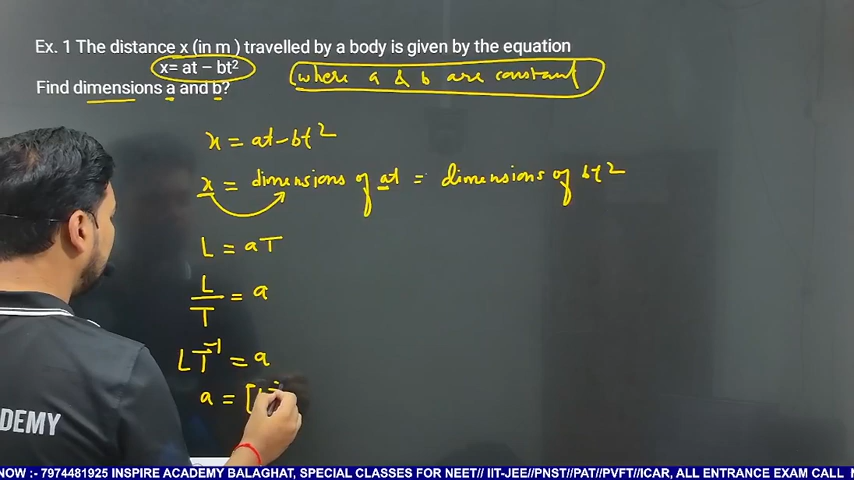 Ex. 1 The distance x (in m ) travelled by a body is given by the equation
x= at – bt² where a & b are constant
Find dimensions a and b?
x = at-bt²
x = dimensions of at = dimensions of bt²
L = aT
L/T = a
LT⁻¹ = a
a = [
DEMY
NOW :- 7974481925 INSPIRE ACADEMY BALAGHAT, SPECIAL CLASSES FOR NEET// IIT-JEE//PNST//PAT//PVFT//ICAR, ALL ENTRANCE EXAM CALL